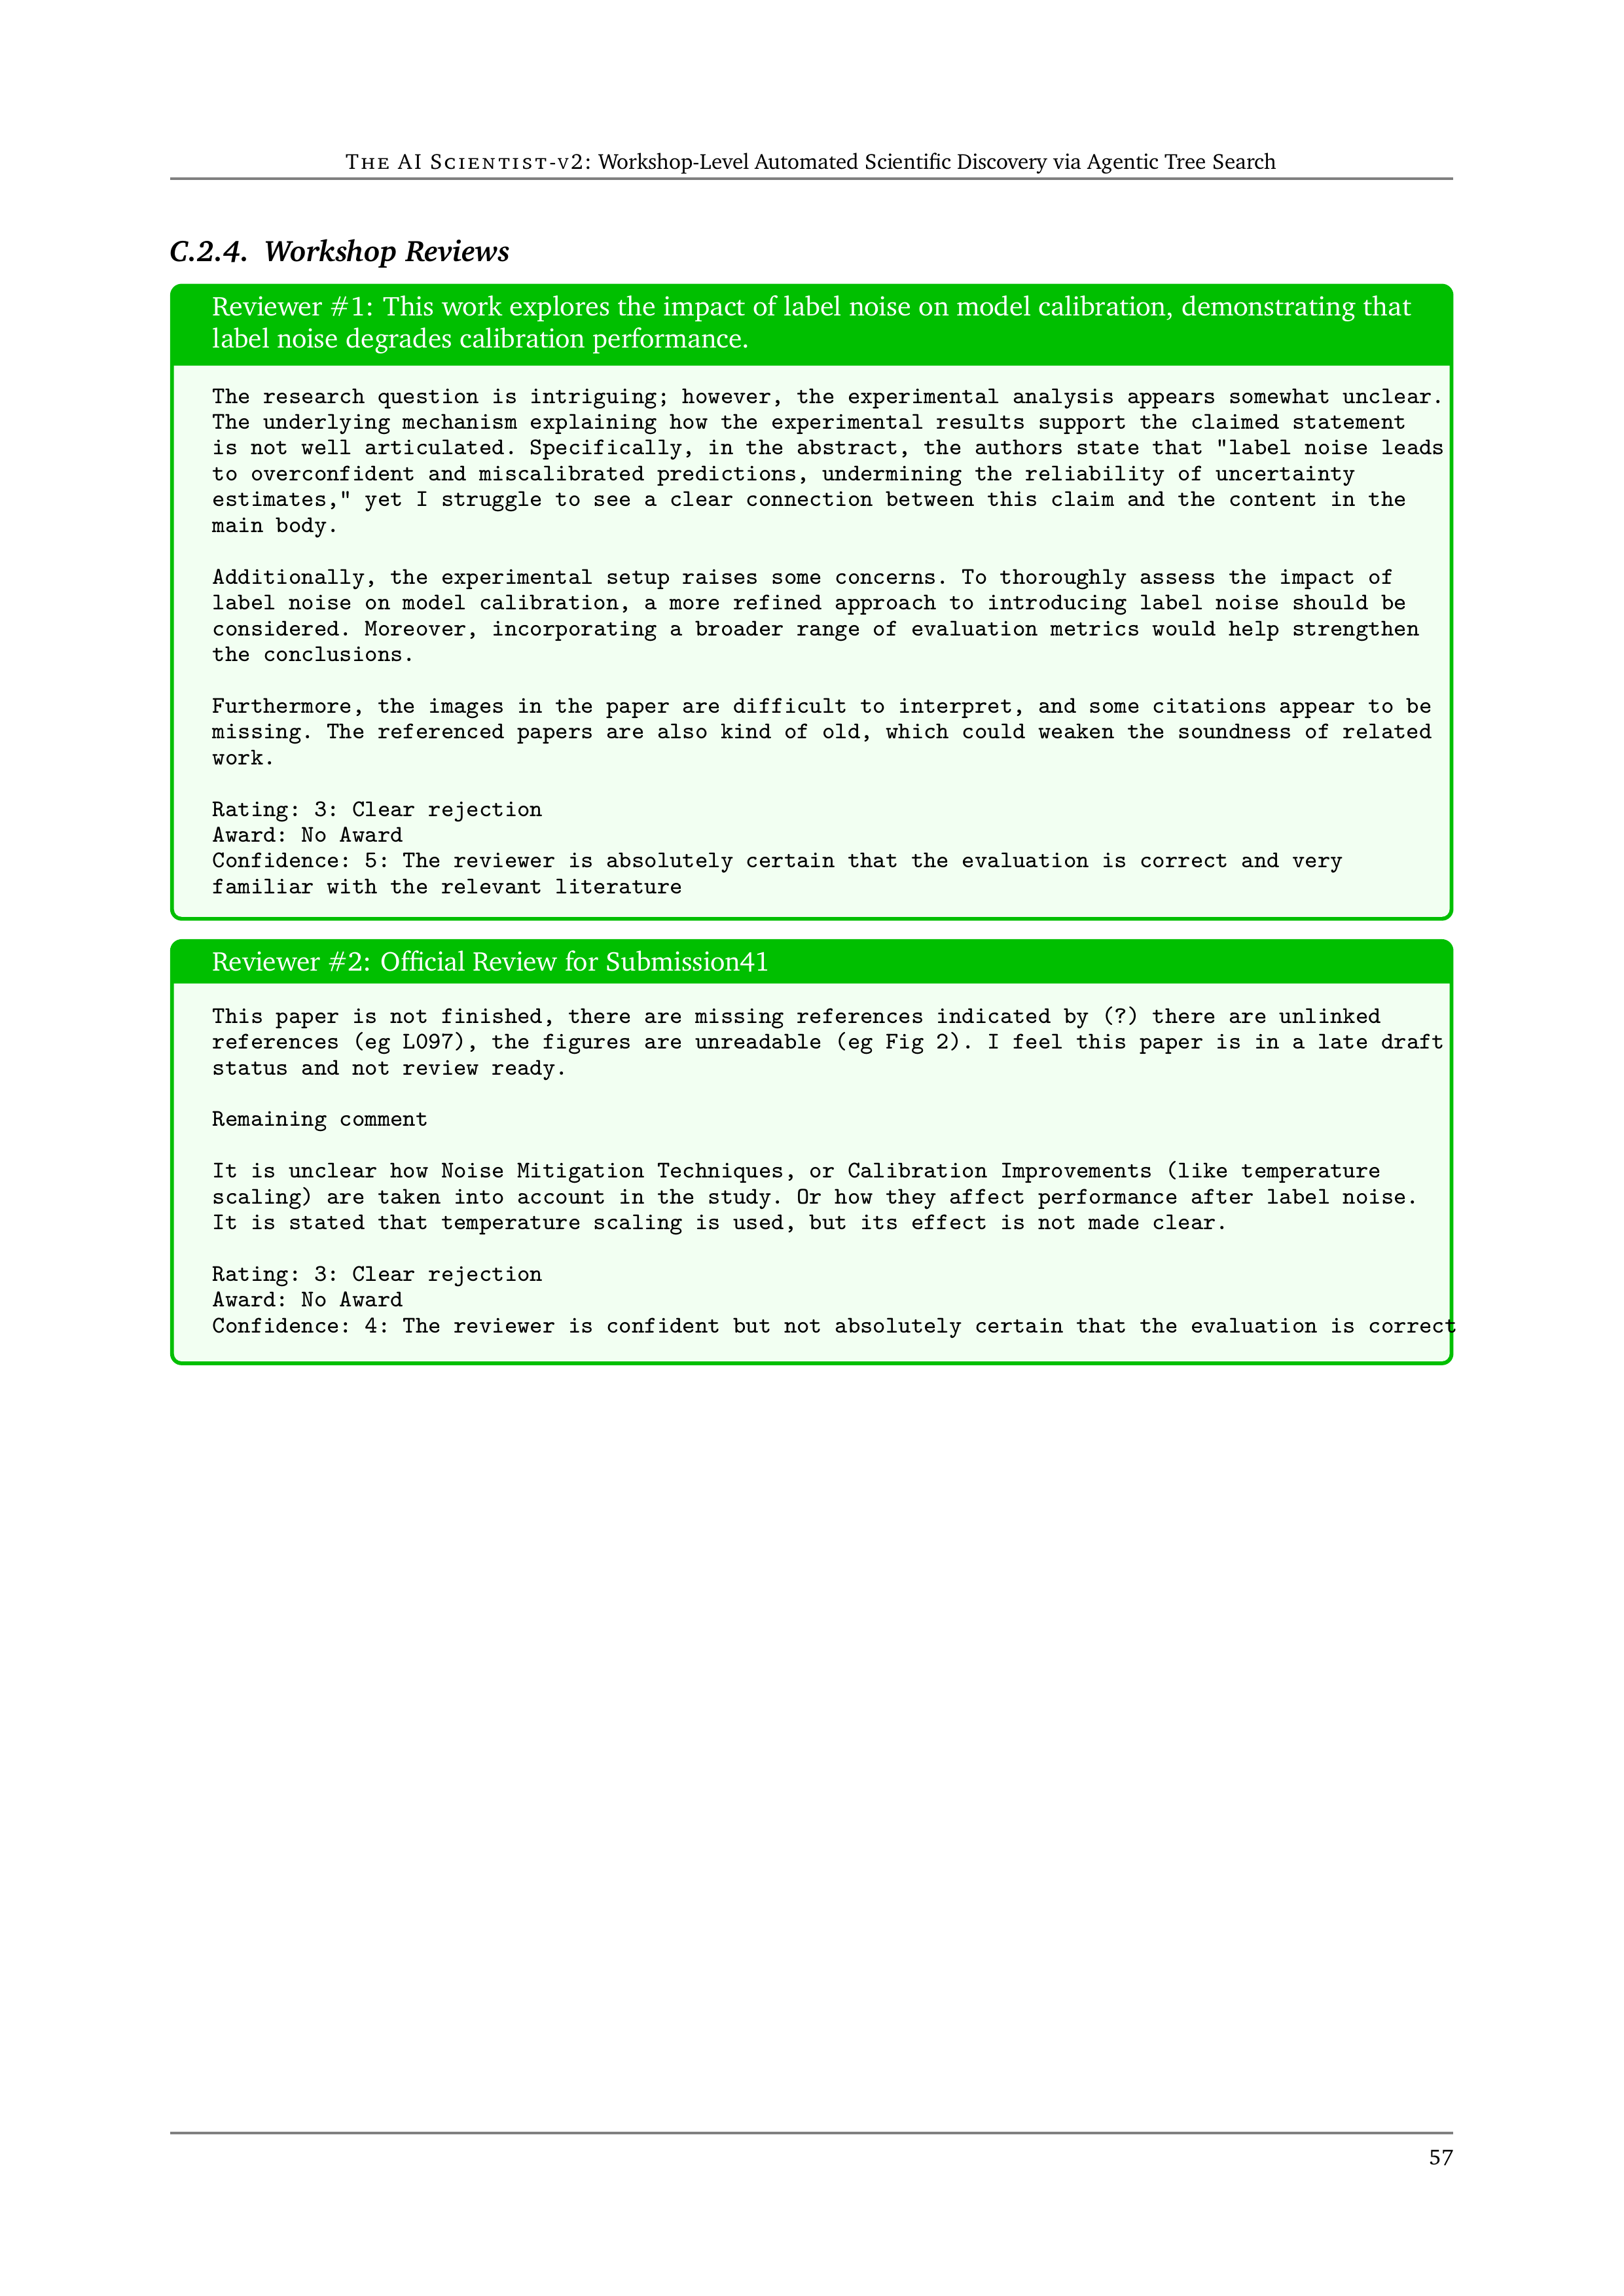 THE AI SCIENTIST-V2: Workshop-Level Automated Scientific Discovery via Agentic Tree Search
C.2.4. Workshop Reviews
Reviewer #1: This work explores the impact of label noise on model calibration, demonstrating that
label noise degrades calibration performance.
The research question is intriguing; however, the experimental analysis appears somewhat unclear.
The underlying mechanism explaining how the experimental results support the claimed statement
is not well articulated. Specifically, in the abstract, the authors state that "label noise leads
to overconfident and miscalibrated predictions, undermining the reliability of uncertainty
estimates," yet I struggle to see a clear connection between this claim and the content in the
main body.
Additionally, the experimental setup raises some concerns. To thoroughly assess the impact of
label noise on model calibration, a more refined approach to introducing label noise should be
considered. Moreover, incorporating a broader range of evaluation metrics would help strengthen
the conclusions.
Furthermore, the images in the paper are difficult to interpret, and some citations appear to be
missing. The referenced papers are also kind of old, which could weaken the soundness of related
work.
Rating: 3: Clear rejection
Award: No Award
Confidence: 5: The reviewer is absolutely certain that the evaluation is correct and very
familiar with the relevant literature
Reviewer #2: Official Review for Submission41
This paper is not finished, there are missing references indicated by (?) there are unlinked
references (eg L097), the figures are unreadable (eg Fig 2). I feel this paper is in a late draft
status and not review ready.
Remaining comment
It is unclear how Noise Mitigation Techniques, or Calibration Improvements (like temperature
scaling) are taken into account in the study. Or how they affect performance after label noise.
It is stated that temperature scaling is used, but its effect is not made clear.
Rating: 3: Clear rejection
Award: No Award
Confidence: 4: The reviewer is confident but not absolutely certain that the evaluation is correct
57